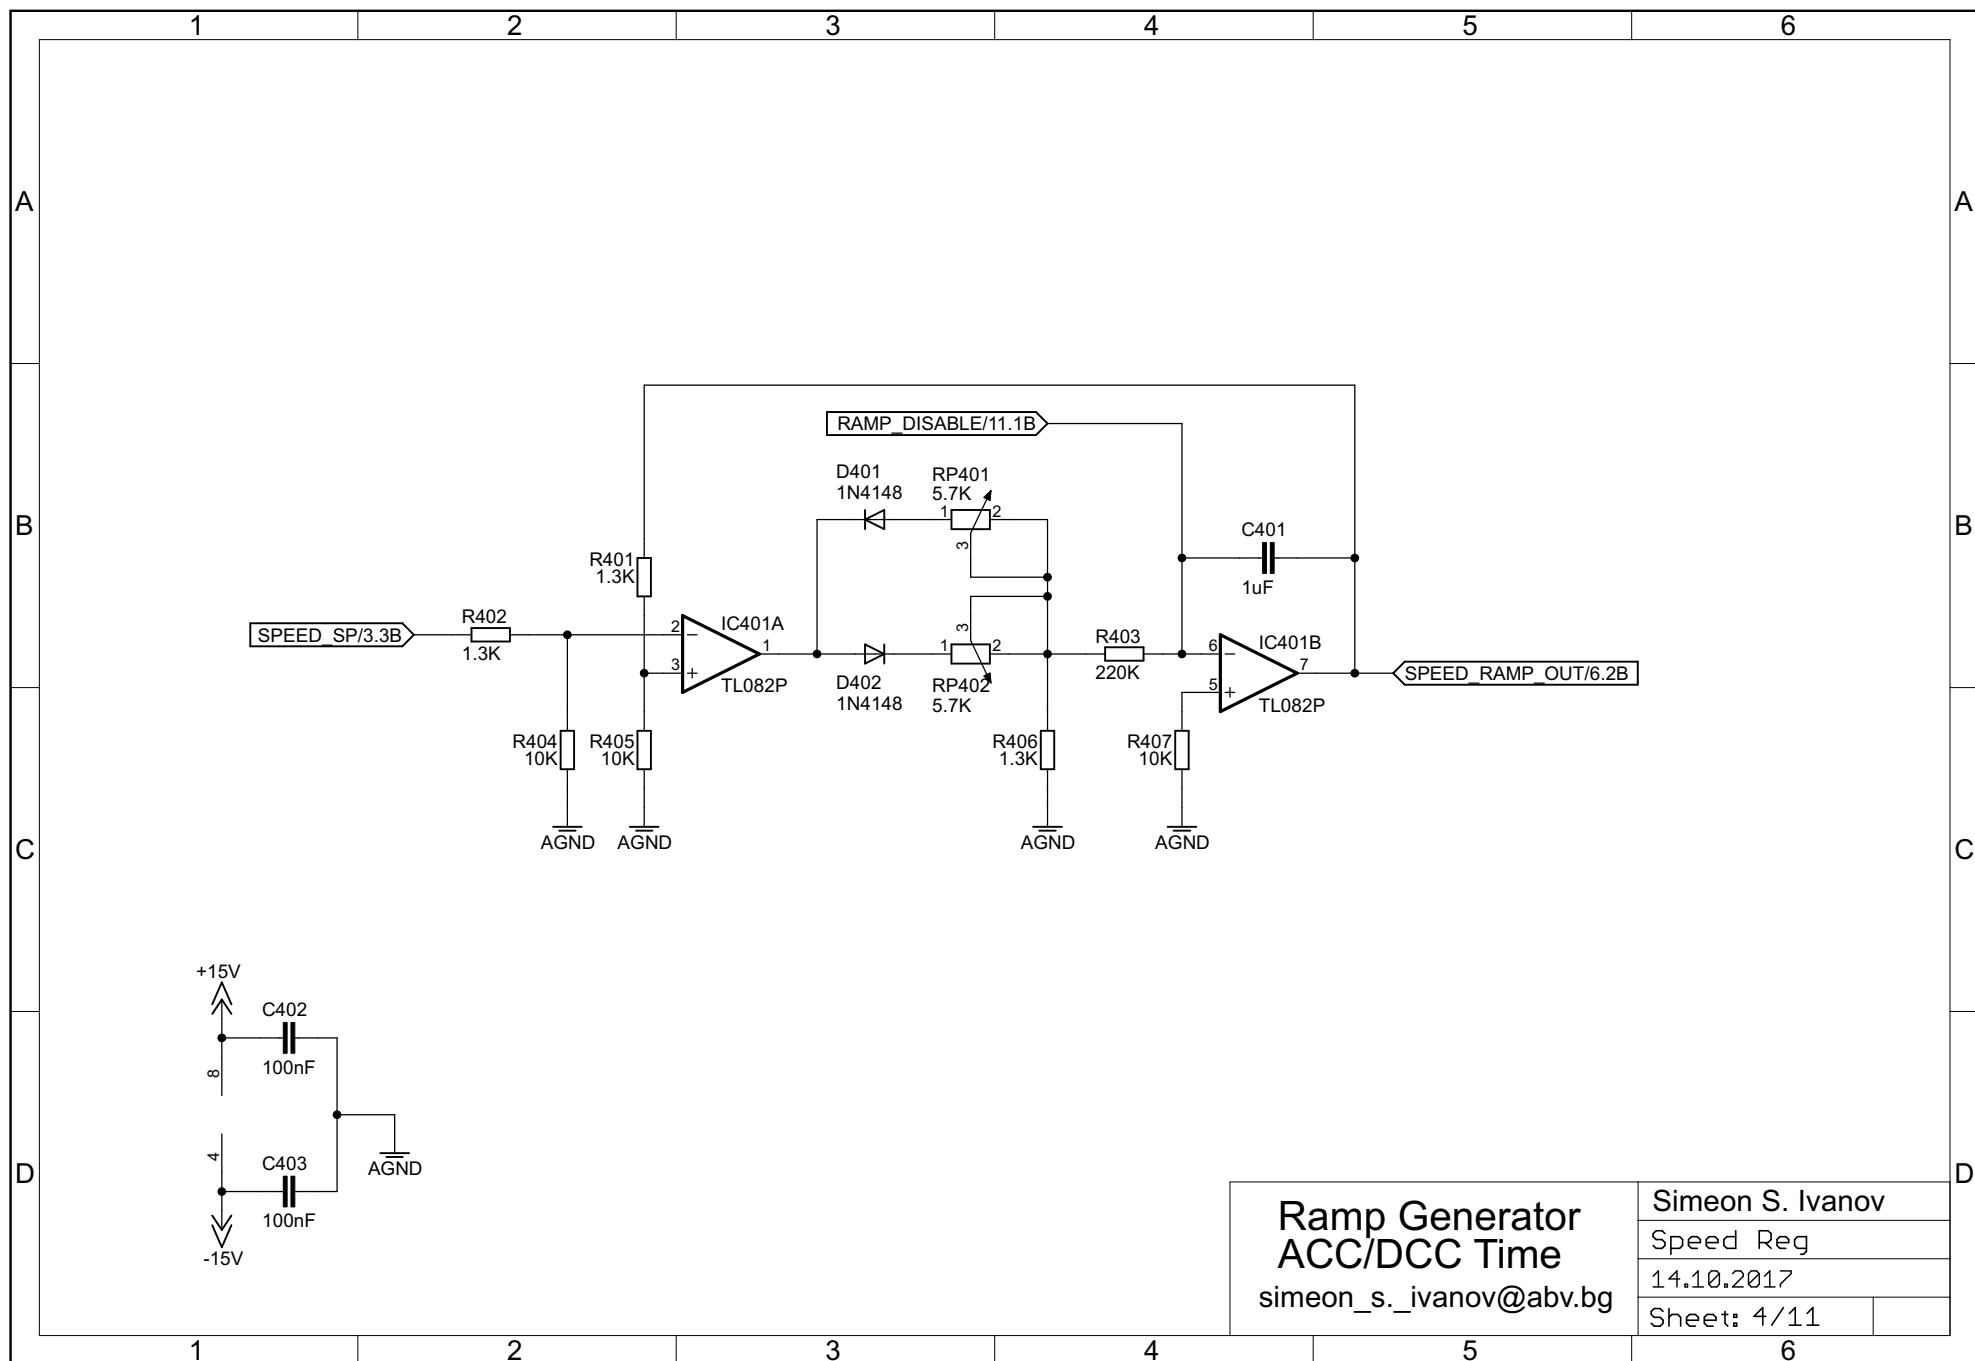 1 2 3 4 5 6
A A
RAMP_DISABLE/11.1B
D401
1N4148
RP401
5.7K
1 2
3
B B
C401
1uF
R401
1.3K
SPEED_SP/3.3B
R402
1.3K
IC401A
2 − 1
3 +
TL082P
3
1 2
D402
1N4148
RP402
5.7K
R403
220K
IC401B
6 − 7
5 +
TL082P
SPEED_RAMP_OUT/6.2B
R404
10K
R405
10K
R406
1.3K
R407
10K
AGND AGND AGND AGND
C C
+15V
C402
100nF
8
4
C403
100nF
AGND
-15V
D D
Ramp Generator
ACC/DCC Time
simeon_s._ivanov@abv.bg
Simeon S. Ivanov
Speed Reg
14.10.2017
Sheet: 4/11
1 2 3 4 5 6